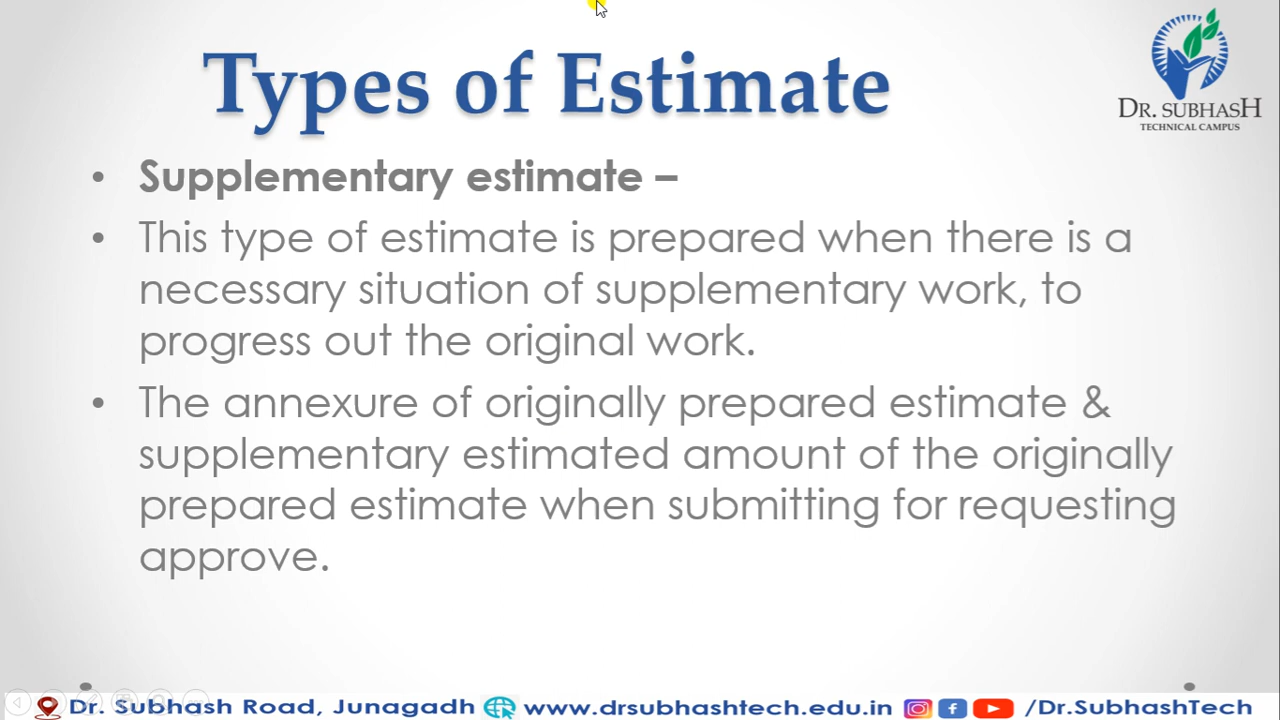 Types of Estimate
DR. SUBHASH
TECHNICAL CAMPUS
• Supplementary estimate –
• This type of estimate is prepared when there is a
necessary situation of supplementary work, to
progress out the original work.
• The annexure of originally prepared estimate &
supplementary estimated amount of the originally
prepared estimate when submitting for requesting
approve.
Dr. Subhash Road, Junagadh www.drsubhashtech.edu.in /Dr.SubhashTech